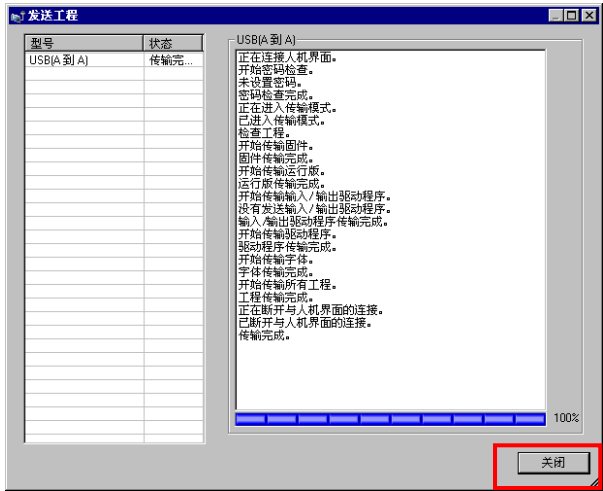 发送工程
型号 状态
USB(A 到 A) 传输完...
USB(A 到 A)
正在连接人机界面。
开始密码检查。
未设置密码。
密码检查完成。
正在进入传输模式。
已进入传输模式。
检查工程。
开始传输固件。
固件传输完成。
开始传输运行版。
运行版传输完成。
开始传输输入/输出驱动程序。
没有发送输入/输出驱动程序。
输入/输出驱动程序传输完成。
开始传输驱动程序。
驱动程序传输完成。
开始传输字体。
字体传输完成。
开始传输所有工程。
工程传输完成。
正在断开与人机界面的连接。
已断开与人机界面的连接。
传输完成。
100%
关闭